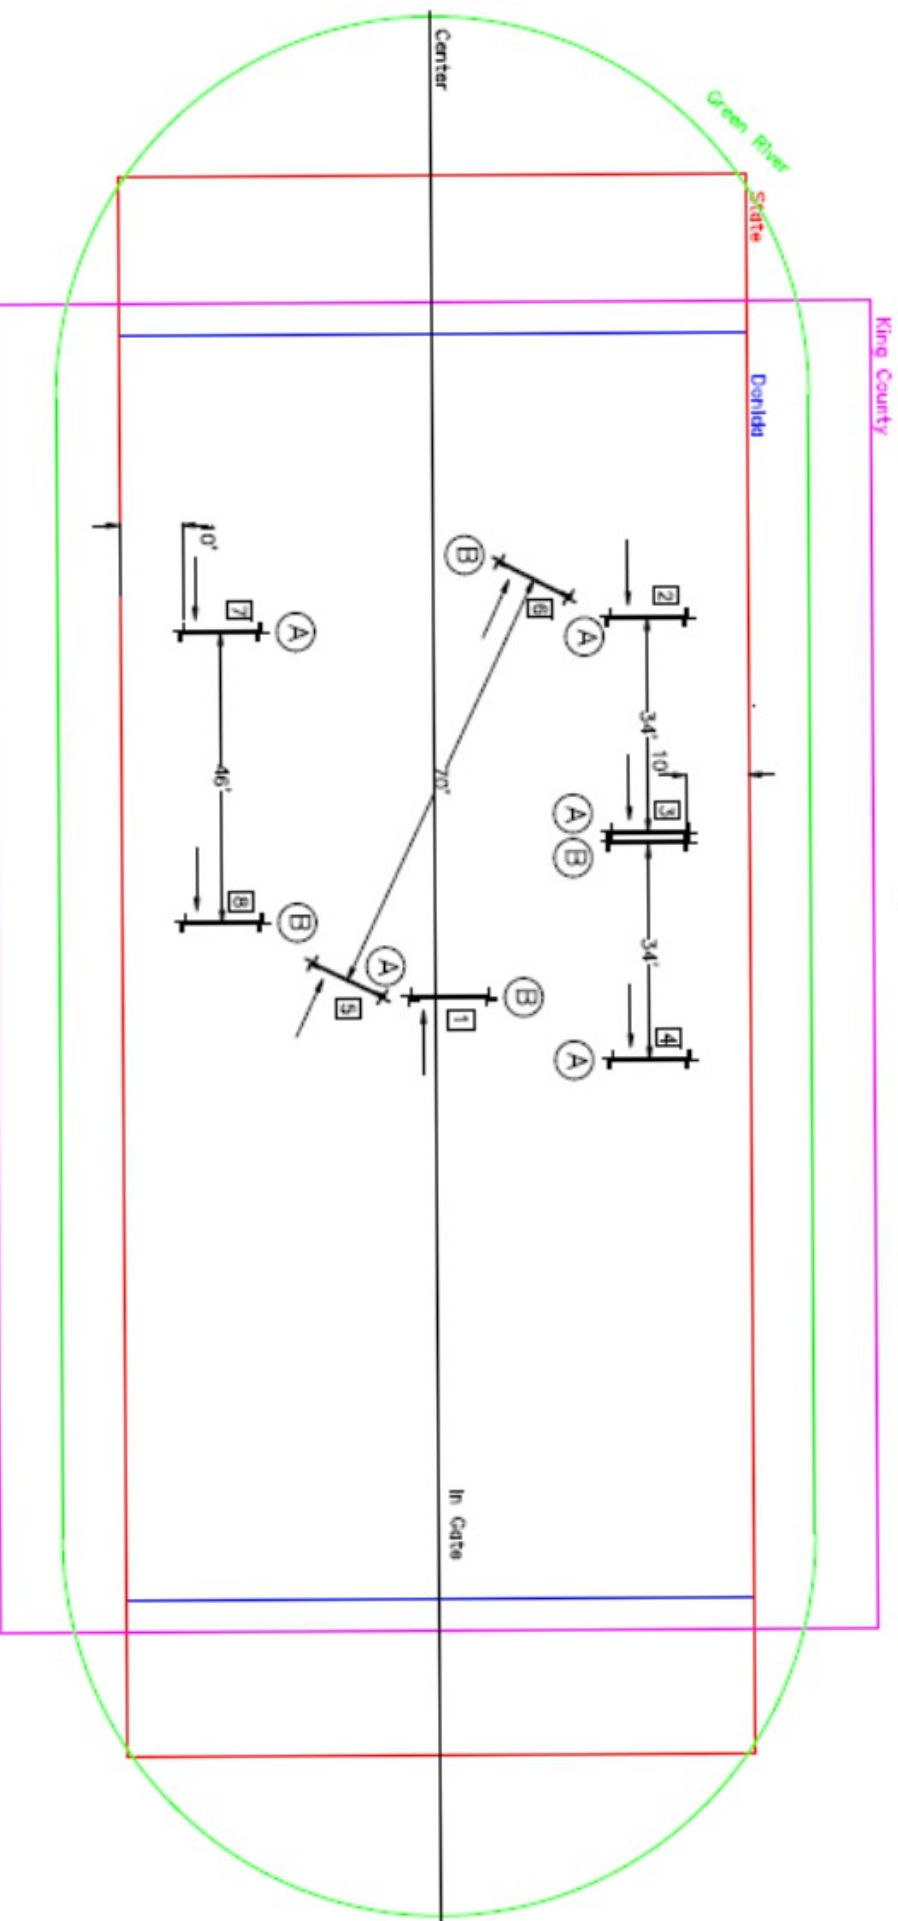 Center
Green River
State
King County
Donida
10'
B
2
6
7
A
A
34'
10'
70'
46'
A
3
B
8
B
34'
A
5
1
B
4
A
In Gate